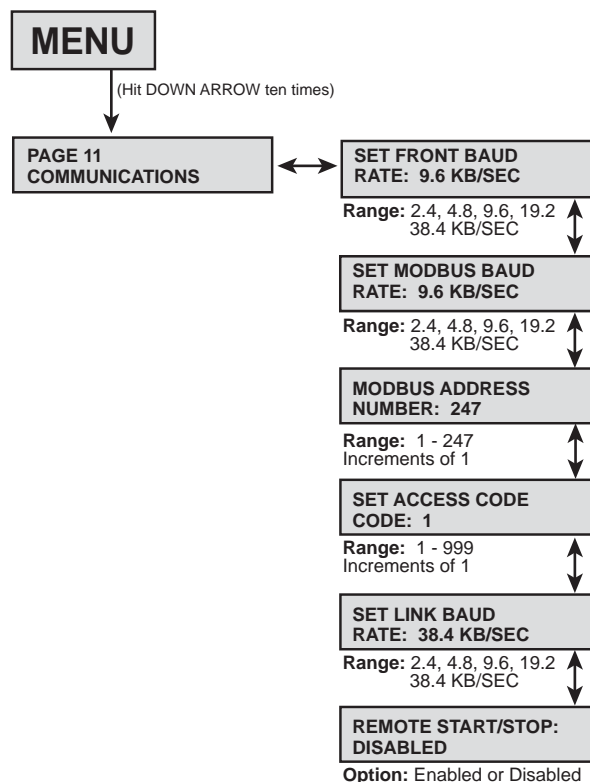 MENU
(Hit DOWN ARROW ten times)
PAGE 11
COMMUNICATIONS
SET FRONT BAUD
RATE: 9.6 KB/SEC
Range: 2.4, 4.8, 9.6, 19.2
38.4 KB/SEC
SET MODBUS BAUD
RATE: 9.6 KB/SEC
Range: 2.4, 4.8, 9.6, 19.2
38.4 KB/SEC
MODBUS ADDRESS
NUMBER: 247
Range: 1 - 247
Increments of 1
SET ACCESS CODE
CODE: 1
Range: 1 - 999
Increments of 1
SET LINK BAUD
RATE: 38.4 KB/SEC
Range: 2.4, 4.8, 9.6, 19.2
38.4 KB/SEC
REMOTE START/STOP:
DISABLED
Option: Enabled or Disabled